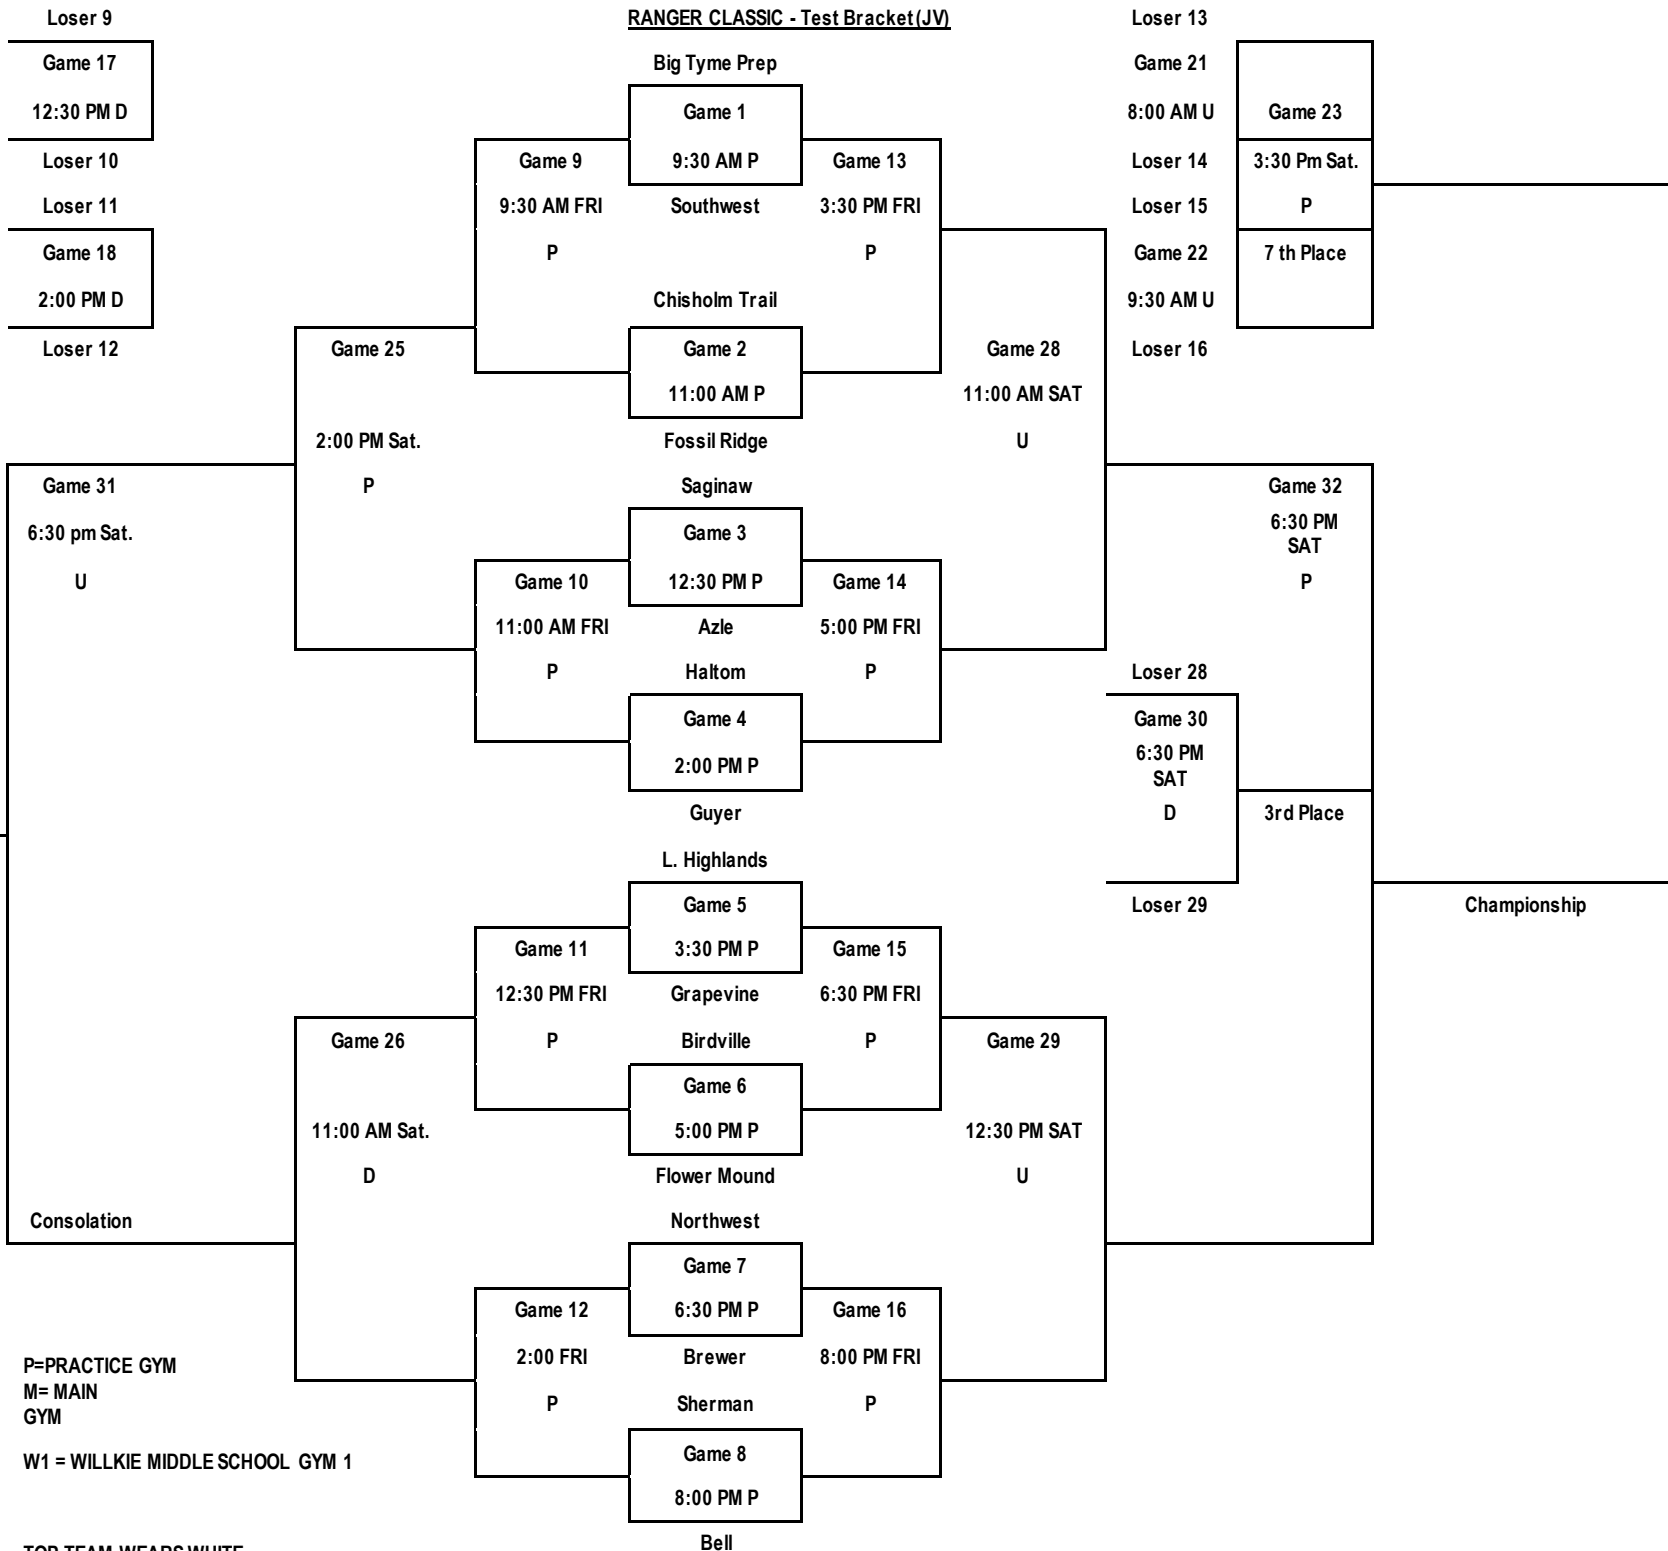 Loser 9
RANGER CLASSIC - Test Bracket (JV)
Loser 13
Game 17
Big Tyme Prep
Game 21
12:30 PM D
Game 1
8:00 AM U
Game 23
Loser 10
Game 9
9:30 AM P
Game 13
Loser 14
3:30 Pm Sat.
Loser 11
9:30 AM FRI
Southwest
3:30 PM FRI
Loser 15
P
Game 18
P
P
Game 22
7 th Place
2:00 PM D
Chisholm Trail
9:30 AM U
Loser 12
Game 25
Game 2
Game 28
Loser 16
11:00 AM P
11:00 AM SAT
2:00 PM Sat.
Fossil Ridge
U
Game 31
P
Saginaw
Game 32
6:30 pm Sat.
Game 3
6:30 PM
SAT
U
Game 10
12:30 PM P
Game 14
P
11:00 AM FRI
Azle
5:00 PM FRI
P
Haltom
P
Loser 28
Game 4
Game 30
2:00 PM P
6:30 PM
SAT
Guyer
D
3rd Place
L. Highlands
Game 5
Loser 29
Championship
Game 11
3:30 PM P
Game 15
12:30 PM FRI
Grapevine
6:30 PM FRI
Game 26
P
Birdville
P
Game 29
Game 6
11:00 AM Sat.
5:00 PM P
12:30 PM SAT
D
Flower Mound
U
Consolation
Northwest
Game 7
Game 12
6:30 PM P
Game 16
2:00 FRI
Brewer
8:00 PM FRI
P=PRACTICE GYM
M= MAIN
GYM
P
Sherman
P
W1 = WILLKIE MIDDLE SCHOOL GYM 1
Game 8
8:00 PM P
Bell
TOP TEAM WEARS WHITE